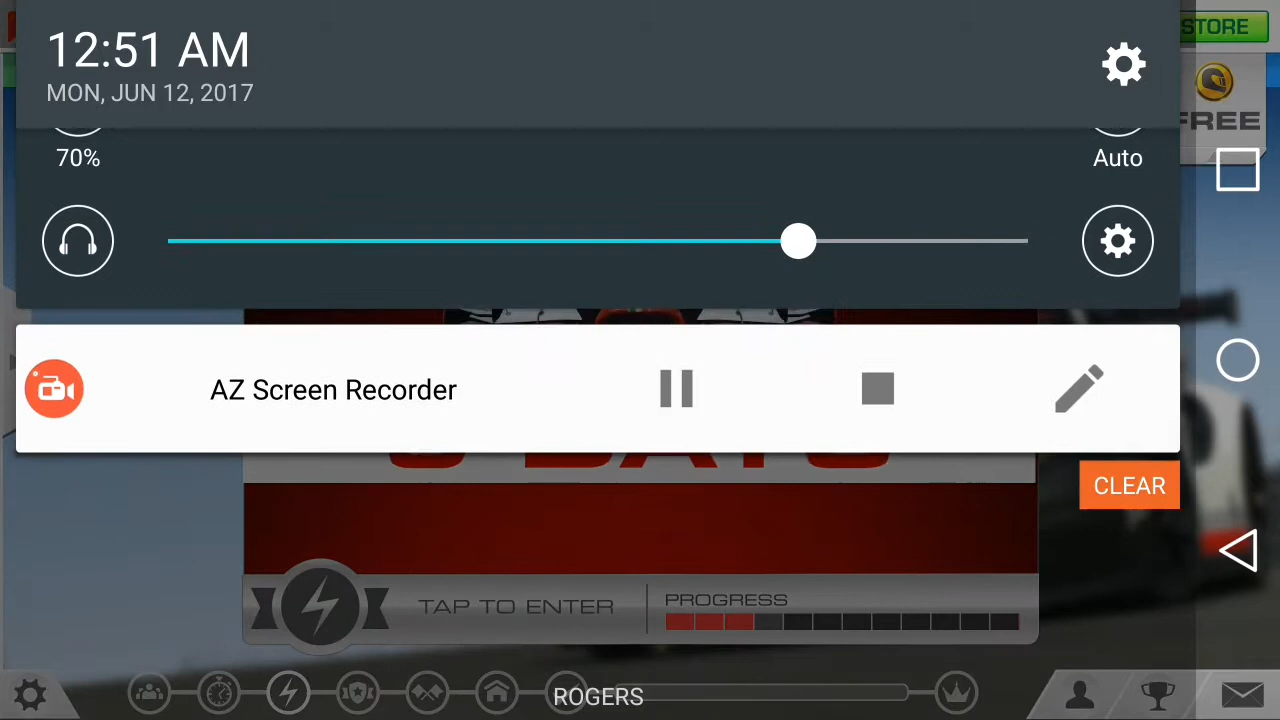 12:51 AM
STORE
MON, JUN 12, 2017
FREE
70%
Auto
AZ Screen Recorder
CLEAR
TAP TO ENTER
PROGRESS
ROGERS